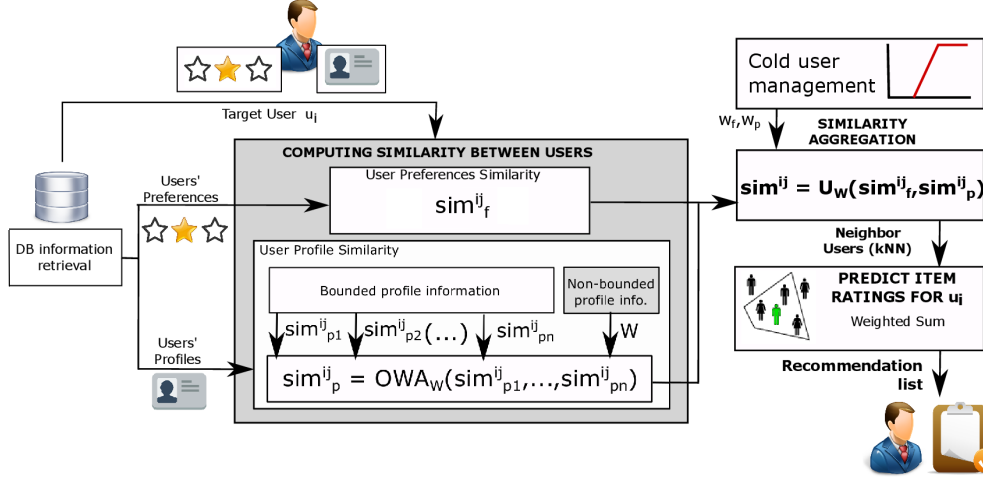 Target User ui
Users'
Preferences
DB information
retrieval
Users'
Profiles
COMPUTING SIMILARITY BETWEEN USERS
User Preferences Similarity
sim^ij_f
User Profile Similarity
Bounded profile information
Non-bounded
profile info.
sim^ij_p1
sim^ij_p2 (...)
sim^ij_pn
W
sim^ij_p = OWA_W(sim^ij_p1,...,sim^ij_pn)
Cold user
management
w_f,w_p
SIMILARITY
AGGREGATION
sim^ij = U_W(sim^ij_f,sim^ij_p)
Neighbor
Users (kNN)
PREDICT ITEM
RATINGS FOR ui
Weighted Sum
Recommendation
list